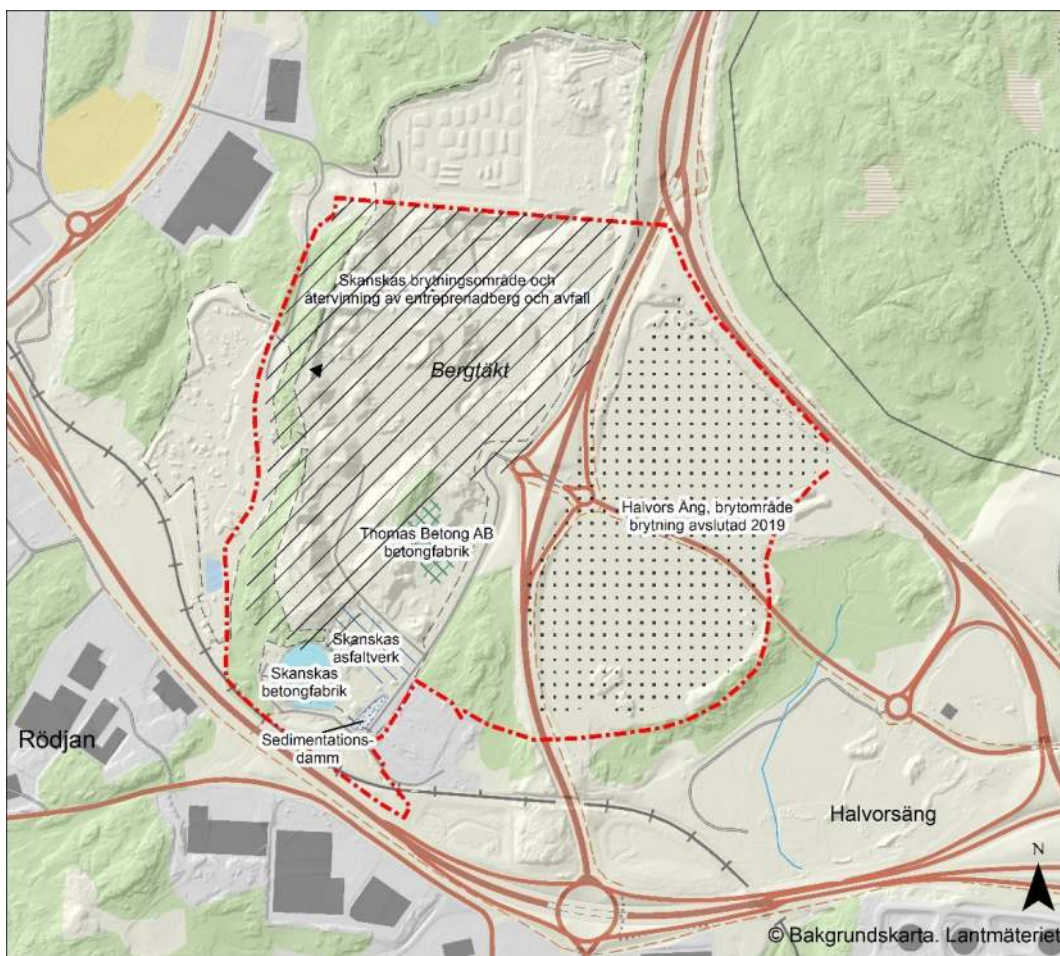 Skanskas brytningsområde och
återvinning av entreprenadberg och avfall
Bergtäkt
Halvors Äng, brytområde
brytning avslutad 2019
Thomas Betong AB
betongfabrik
Skanskas
asfaltverk
Skanskas
betongfabrik
Sedimentations-
damm
Rödjan
Halvorsäng
N
© Bakgrundskarta. Lantmäteriet